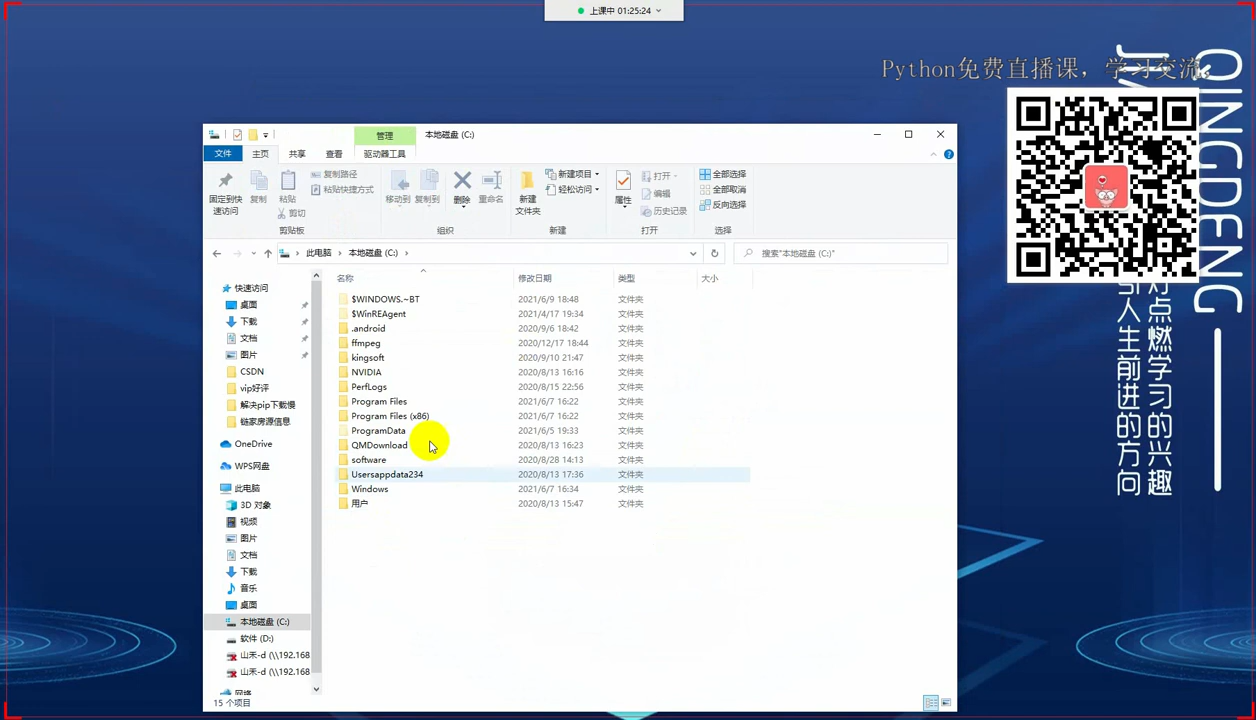 上课中 01:25:24
Python免费直播课，学习交流
QINGDENG
点燃学习的兴趣
人生前进的方向
管理
本地磁盘 (C:)
文件
主页
共享
查看
驱动器工具
固定到快
速访问
复制
粘贴
复制路径
粘贴快捷方式
剪切
剪贴板
移动到
复制到
删除
重命名
组织
新建
文件夹
新建项目
轻松访问
新建
属性
打开
编辑
历史记录
打开
全部选择
全部取消
反向选择
选择
此电脑
本地磁盘 (C:)
搜索"本地磁盘 (C:)"
名称
修改日期
类型
大小
$WINDOWS.~BT 2021/6/9 18:48 文件夹
$WinREAgent 2021/4/17 19:34 文件夹
.android 2020/9/6 18:42 文件夹
ffmpeg 2020/12/17 18:44 文件夹
kingsoft 2020/9/10 21:47 文件夹
NVIDIA 2020/8/13 16:16 文件夹
PerfLogs 2020/8/15 22:56 文件夹
Program Files 2021/6/7 16:22 文件夹
Program Files (x86) 2021/6/7 16:22 文件夹
ProgramData 2021/6/5 19:33 文件夹
QMDownload 2020/8/13 16:23 文件夹
software 2020/8/28 14:13 文件夹
Usersappdata234 2020/8/13 17:36 文件夹
Windows 2021/6/7 16:34 文件夹
用户 2020/8/13 15:47 文件夹
快速访问
桌面
下载
文档
图片
CSDN
vip好评
解决pip下载慢
链家房源信息
OneDrive
WPS网盘
此电脑
3D 对象
视频
图片
文档
下载
音乐
桌面
本地磁盘 (C:)
软件 (D:)
山禾-d (\\192.168
山禾-d (\\192.168
网络
15 个项目